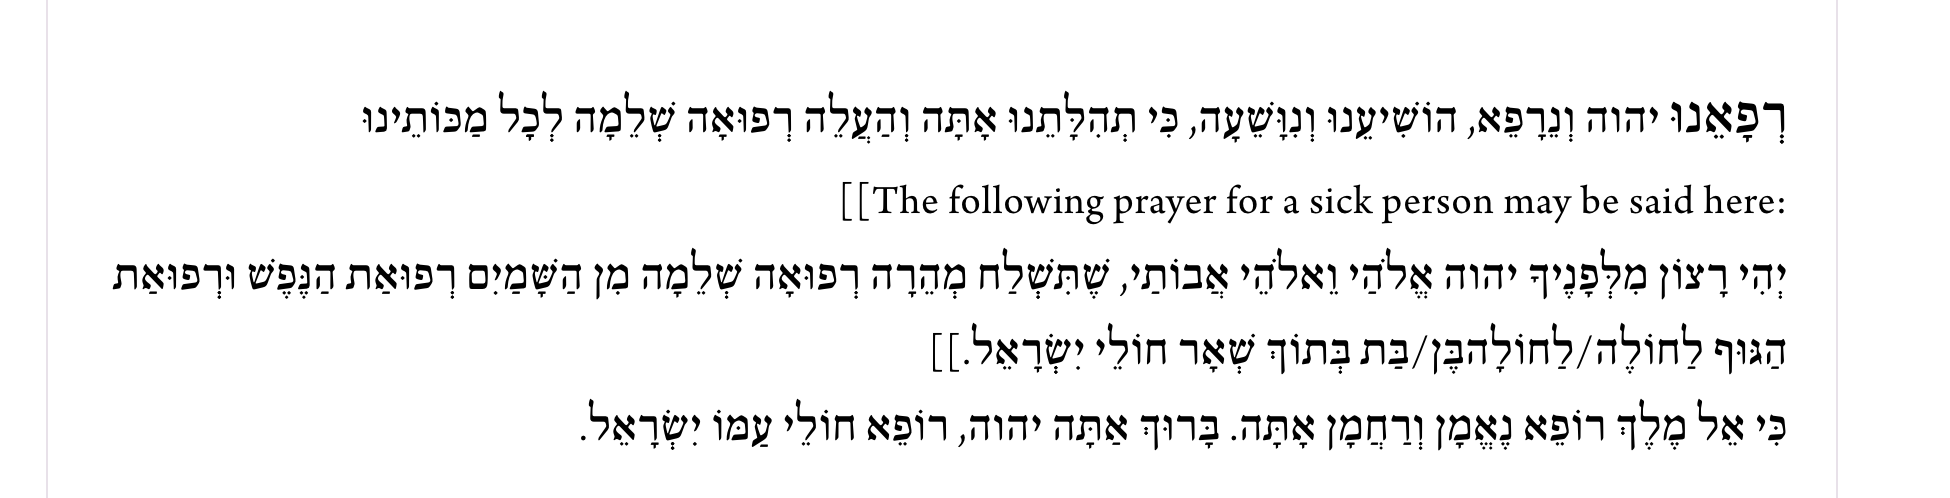 רְפָאֵנוּ יהוה וְנֵרָפֵא, הוֹשִׁיעֵנוּ וְנִוָּשֵׁעָה, כִּי תְהִלָּתֵנוּ אָתָּה וְהַעֲלֵה רְפוּאָה שְׁלֵמָה לְכָל מַכּוֹתֵינוּ
[[The following prayer for a sick person may be said here:
יְהִי רָצוֹן מִלְּפָנֶיךָ יהוה אֱלֹהַי וֵאלֹהֵי אֲבוֹתַי, שֶׁתִּשְׁלַח מְהֵרָה רְפוּאָה שְׁלֵמָה מִן הַשָּׁמַיִם רְפוּאַת הַנֶּפֶשׁ וּרְפוּאַת
הַגּוּף לַחוֹלֶה/לַחוֹלָהבֶּן/בַּת בְּתוֹךְ שְׁאָר חוֹלֵי יִשְׂרָאֵל.]]
כִּי אֵל מֶלֶךְ רוֹפֵא נֶאֱמָן וְרַחֲמָן אָתָּה. בָּרוּךְ אַתָּה יהוה, רוֹפֵא חוֹלֵי עַמּוֹ יִשְׂרָאֵל.